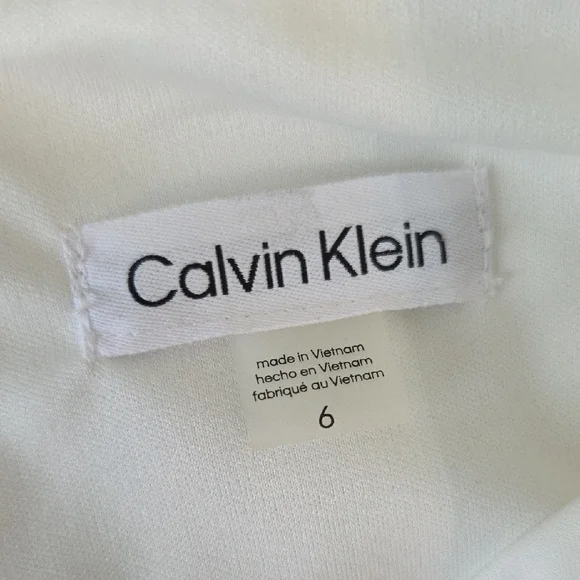 Calvin Klein
made in Vietnam
hecho en Vietnam
fabriqué au Vietnam
6